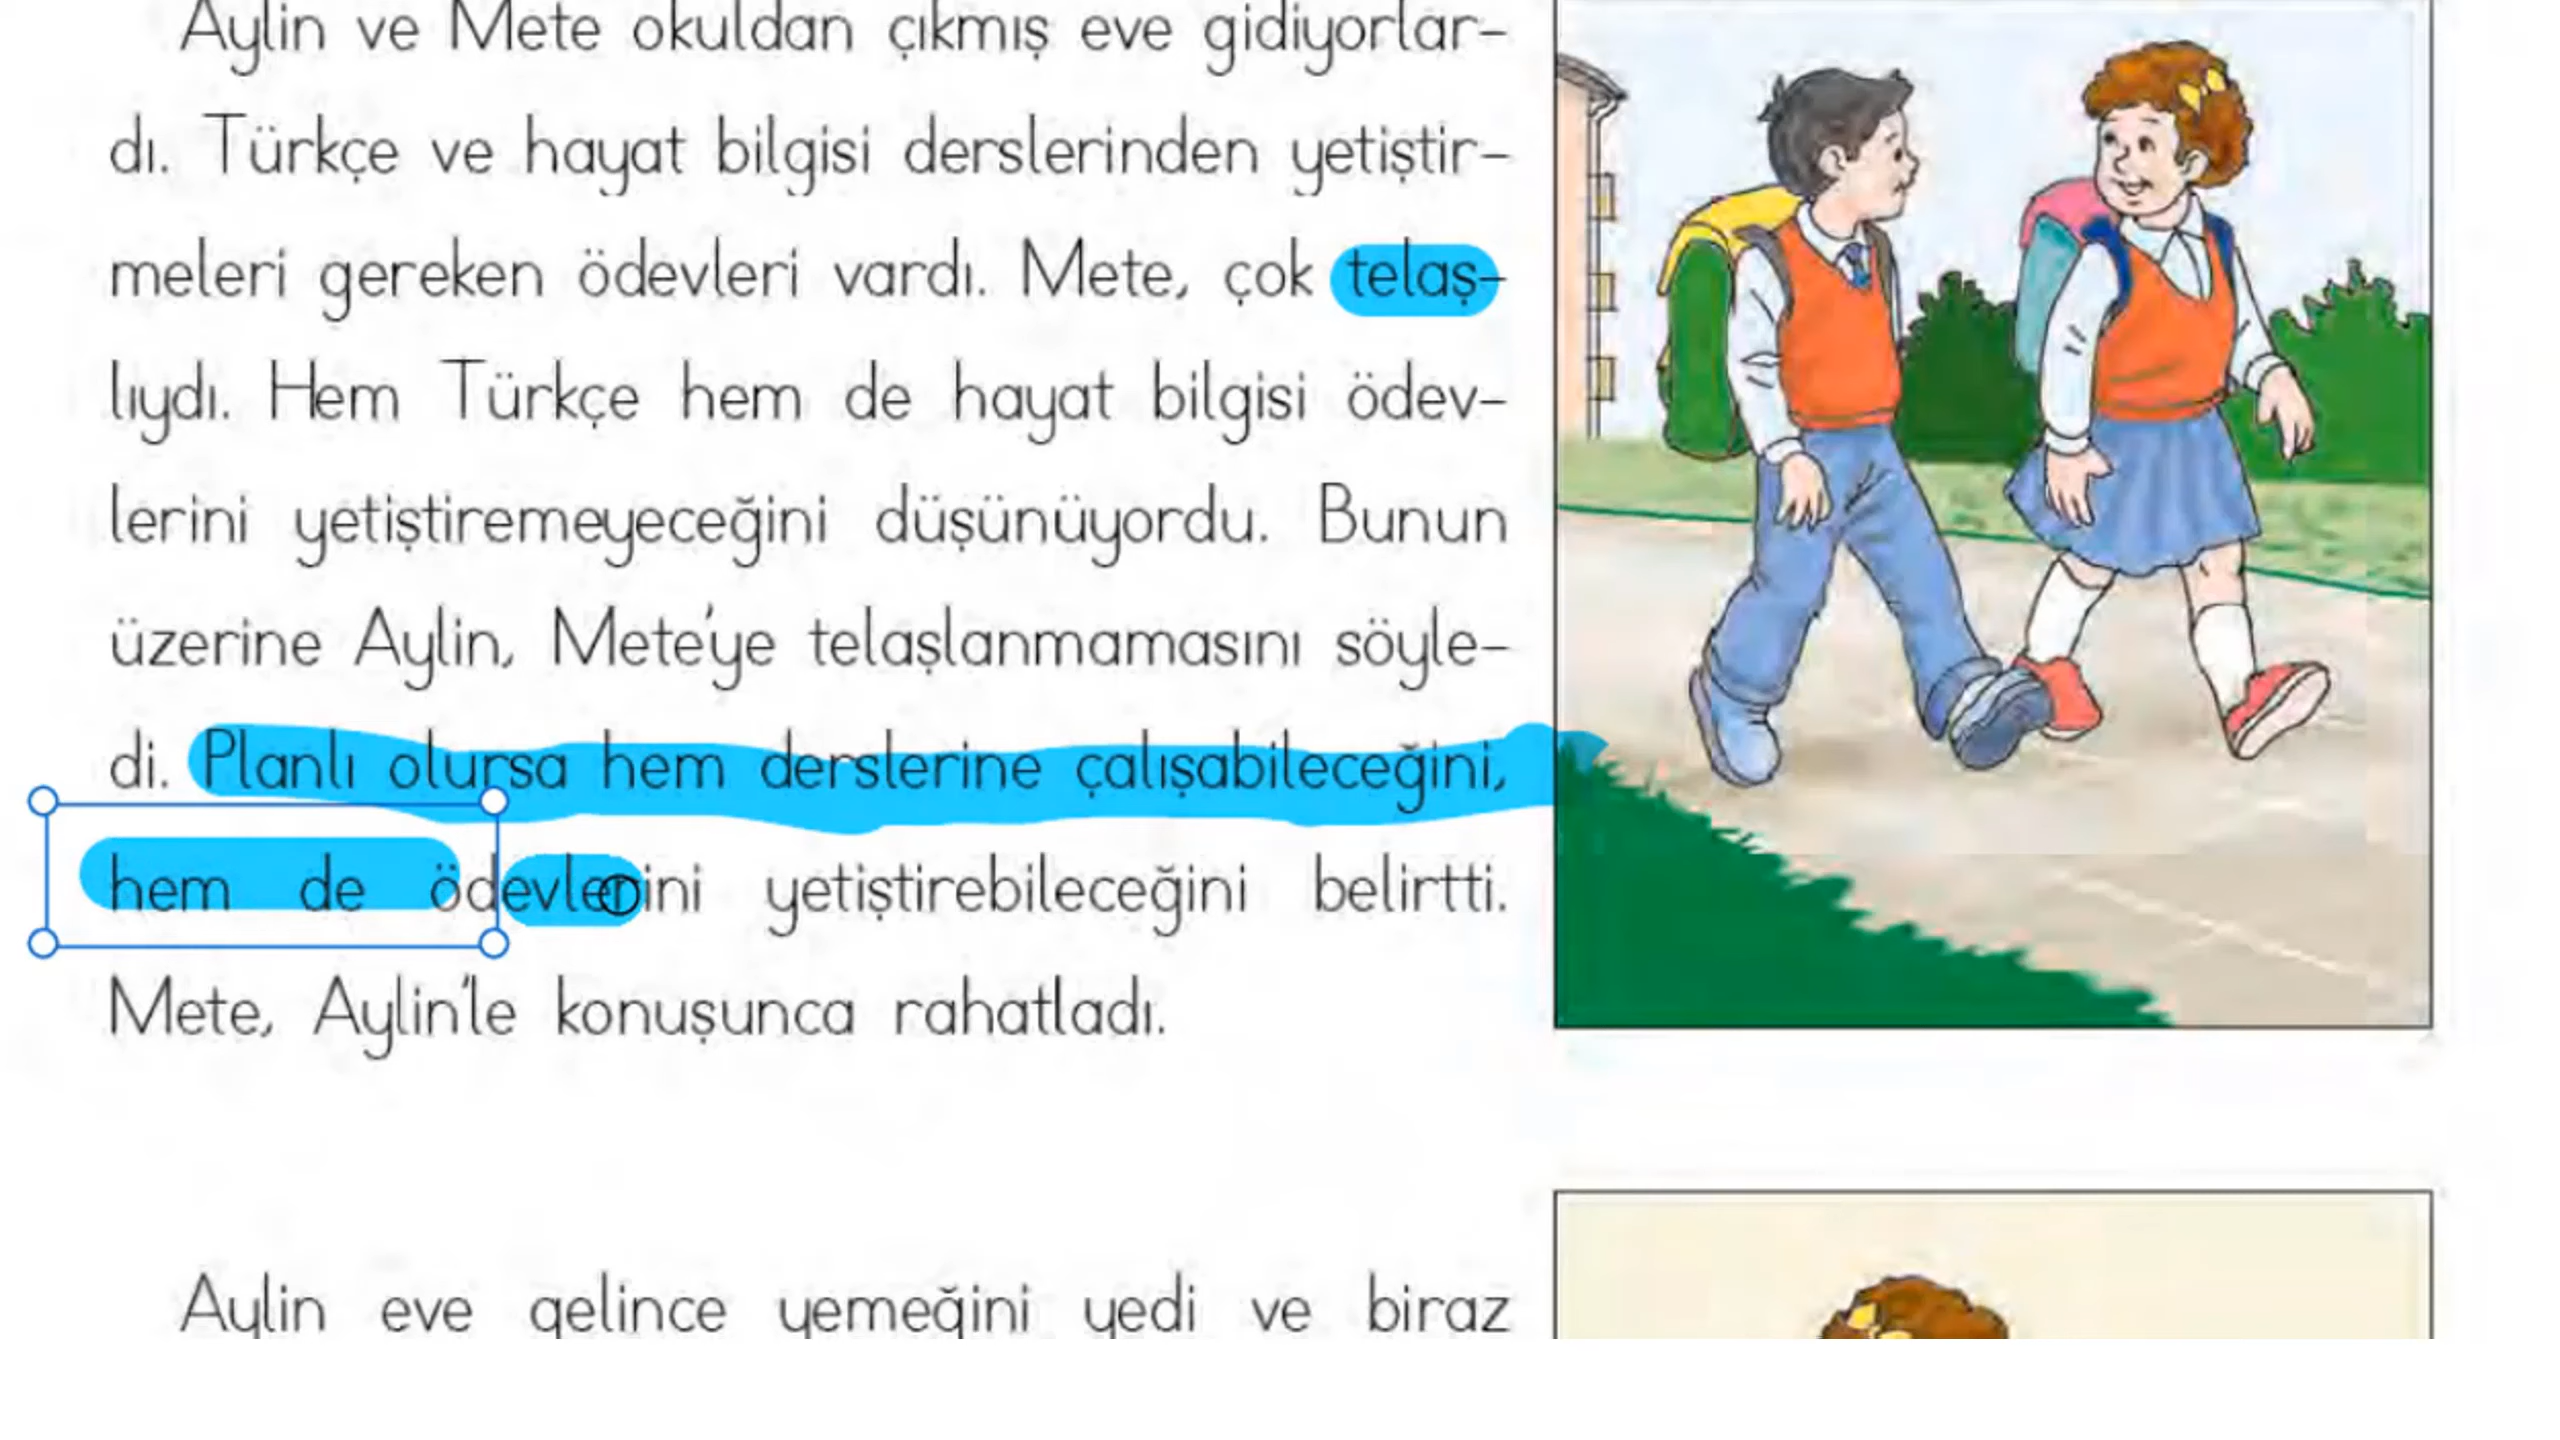 Aylin ve Mete okuldan çıkmış eve gidiyorlar-
dı. Türkçe ve hayat bilgisi derslerinden yetiştir-
meleri gereken ödevleri vardı. Mete, çok telaş-
lıydı. Hem Türkçe hem de hayat bilgisi ödev-
lerini yetiştiremeyeceğini düşünüyordu. Bunun
üzerine Aylin, Mete'ye telaşlanmamasını söyle-
di. Planlı olursa hem derslerine çalışabileceğini,
hem de ödevlerini yetiştirebileceğini belirtti.
Mete, Aylin'le konuşunca rahatladı.
Aylin eve gelince yemeğini yedi ve biraz